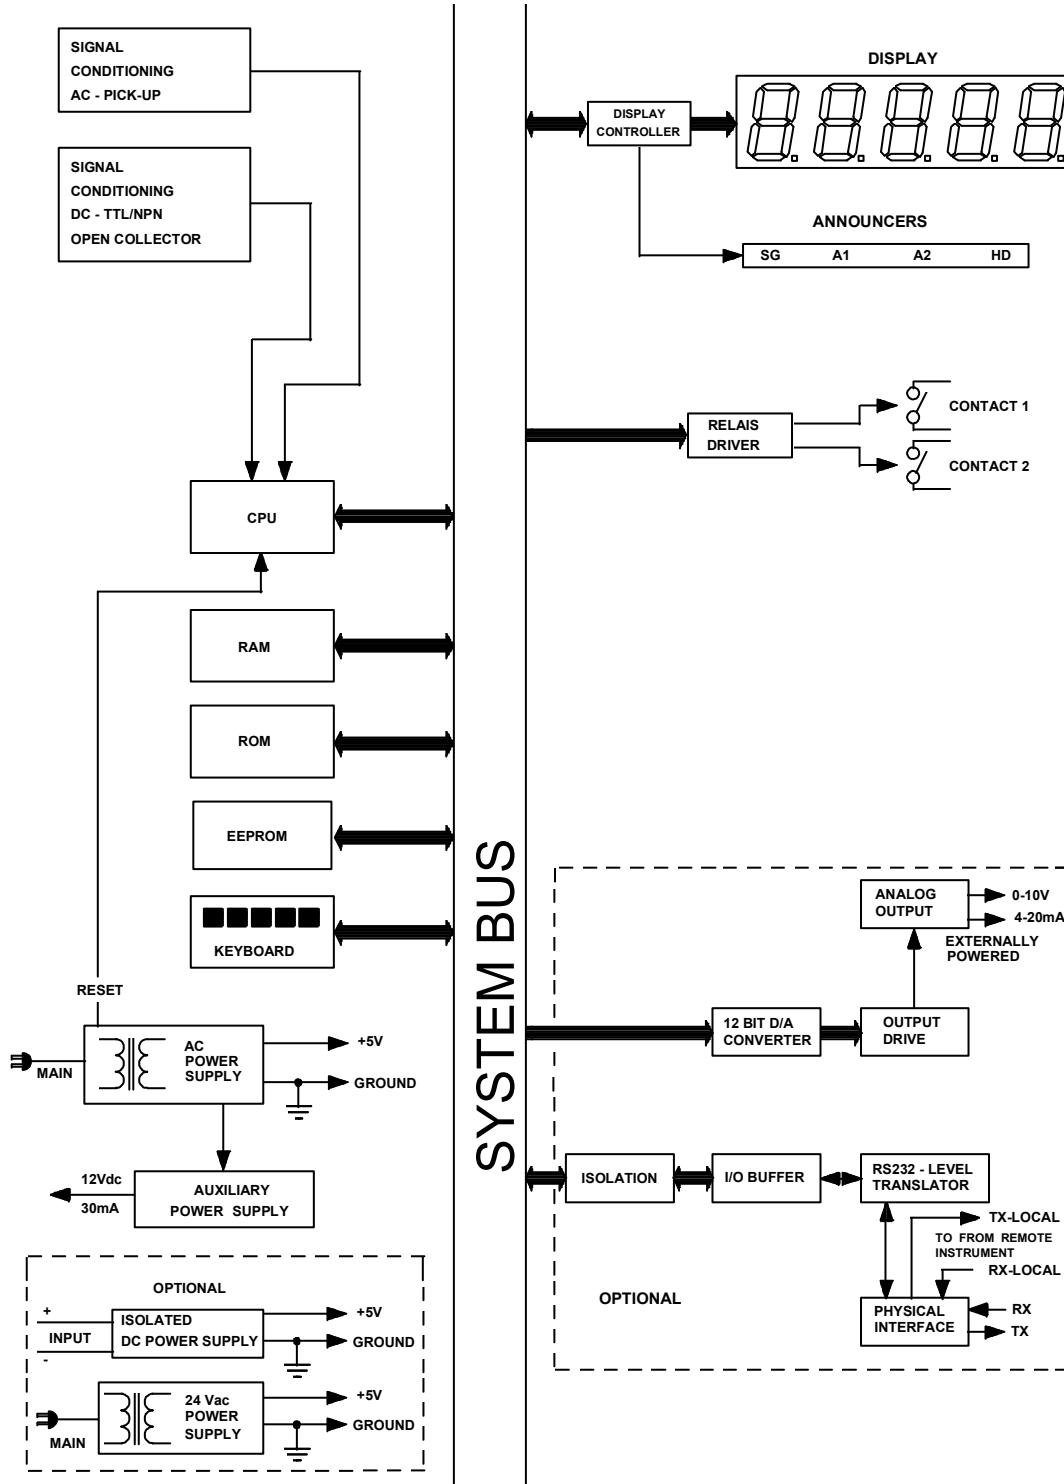 SIGNAL
CONDITIONING
AC - PICK-UP
SIGNAL
CONDITIONING
DC - TTL/NPN
OPEN COLLECTOR
CPU
RAM
ROM
EEPROM
KEYBOARD
RESET
MAIN
AC
POWER
SUPPLY
+5V
GROUND
12Vdc
30mA
AUXILIARY
POWER SUPPLY
OPTIONAL
+
INPUT
-
ISOLATED
DC POWER SUPPLY
+5V
GROUND
MAIN
24 Vac
POWER
SUPPLY
+5V
GROUND
SYSTEM BUS
DISPLAY
DISPLAY
CONTROLLER
ANNOUNCERS
SG A1 A2 HD
RELAIS
DRIVER
CONTACT 1
CONTACT 2
ANALOG
OUTPUT
0-10V
4-20mA
EXTERNALLY
POWERED
12 BIT D/A
CONVERTER
OUTPUT
DRIVE
ISOLATION
I/O BUFFER
RS232 - LEVEL
TRANSLATOR
TX-LOCAL
TO FROM REMOTE
INSTRUMENT
RX-LOCAL
OPTIONAL
PHYSICAL
INTERFACE
RX
TX